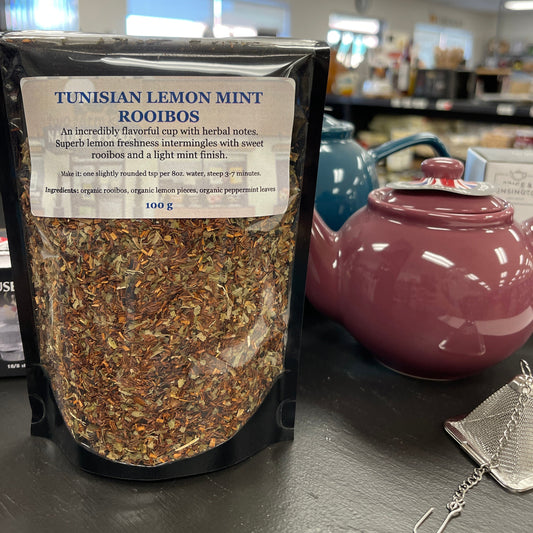 TUNISIAN LEMON MINT
ROOIBOS
An incredibly flavorful cup with herbal notes.
Superb lemon freshness intermingles with sweet
rooibos and a light mint finish.
Make it: one slightly rounded tsp per 8oz. water, steep 3-7 minutes.
Ingredients: organic rooibos, organic lemon pieces, organic peppermint leaves
100 g